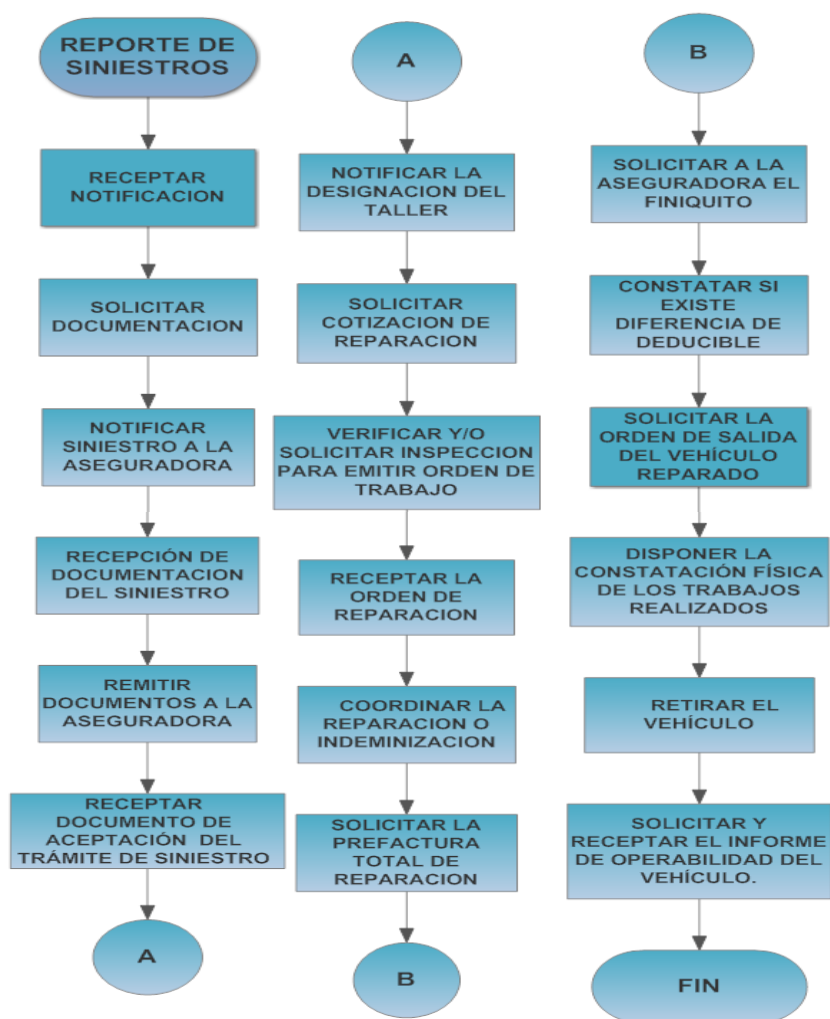 REPORTE DE
SINIESTROS
RECEPTAR
NOTIFICACION
SOLICITAR
DOCUMENTACION
NOTIFICAR
SINIESTRO A LA
ASEGURADORA
RECEPCIÓN DE
DOCUMENTACION
DEL SINIESTRO
REMITIR
DOCUMENTOS A LA
ASEGURADORA
RECEPTAR
DOCUMENTO DE
ACEPTACIÓN DEL
TRÁMITE DE SINIESTRO
A
A
NOTIFICAR LA
DESIGNACION DEL
TALLER
SOLICITAR
COTIZACION DE
REPARACION
VERIFICAR Y/O
SOLICITAR INSPECCION
PARA EMITIR ORDEN DE
TRABAJO
RECEPTAR LA
ORDEN DE
REPARACION
COORDINAR LA
REPARACION O
INDEMINIZACION
SOLICITAR LA
PREFACTURA
TOTAL DE
REPARACION
B
B
SOLICITAR A LA
ASEGURADORA EL
FINIQUITO
CONSTATAR SI
EXISTE
DIFERENCIA DE
DEDUCIBLE
SOLICITAR LA
ORDEN DE SALIDA
DEL VEHÍCULO
REPARADO
DISPONER LA
CONSTATACIÓN FÍSICA
DE LOS TRABAJOS
REALIZADOS
RETIRAR EL
VEHÍCULO
SOLICITAR Y
RECEPTAR EL INFORME
DE OPERABILIDAD DEL
VEHÍCULO.
FIN